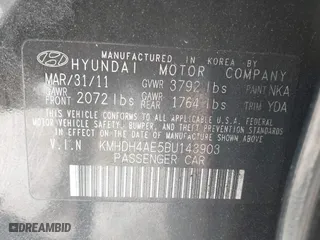 MANUFACTURED IN KOREA BY
HYUNDAI MOTOR COMPANY
MAR/31/11 GVWR 3792 lbs PAINT NKA
GAWR FRONT 2072 lbs GAWR REAR 1764 lbs TRIM YDA
THIS VEHICLE CONFORMS TO ALL APPLICABLE
FEDERAL MOTOR VEHICLE SAFETY, BUMPER, AND THEFT
PREVENTION STANDARDS IN EFFECT ON THE DATE OF
MANUFACTURE SHOWN ABOVE.
V.I.N KMHDH4AE5BU143903
PASSENGER CAR